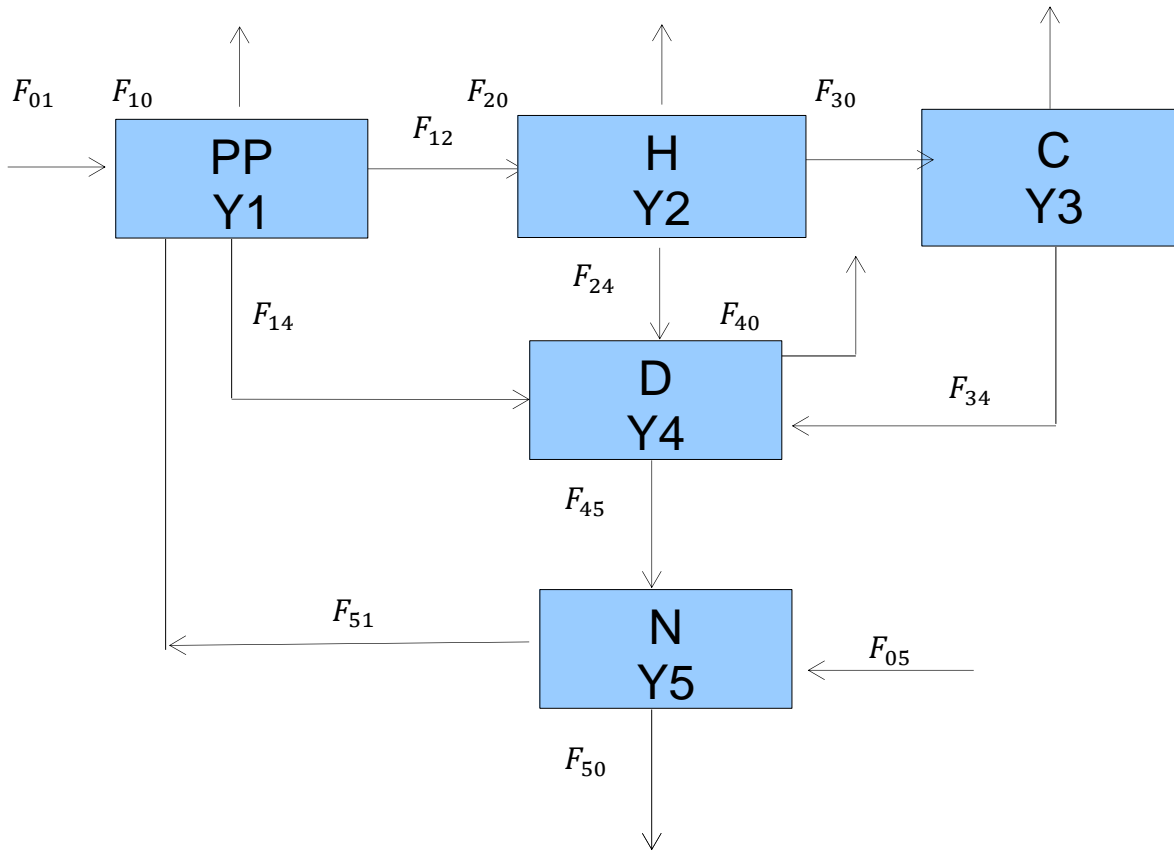 F₀₁ F₁₀ F₂₀ F₃₀
F₁₂
PP
Y1
H
Y2
C
Y3
F₂₄
F₁₄
F₄₀
D
Y4
F₃₄
F₄₅
F₅₁
N
Y5
F₀₅
F₅₀